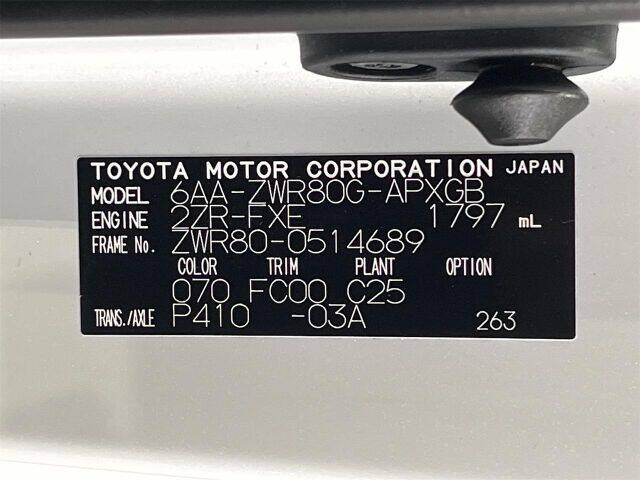 TOYOTA MOTOR CORPORATION JAPAN
MODEL 6AA-ZWR80G-APXGB
ENGINE 2ZR-FXE 1797 mL
FRAME No. ZWR80-0514689
COLOR TRIM PLANT OPTION
070 FC00 C25
TRANS./AXLE P410 -03A 263